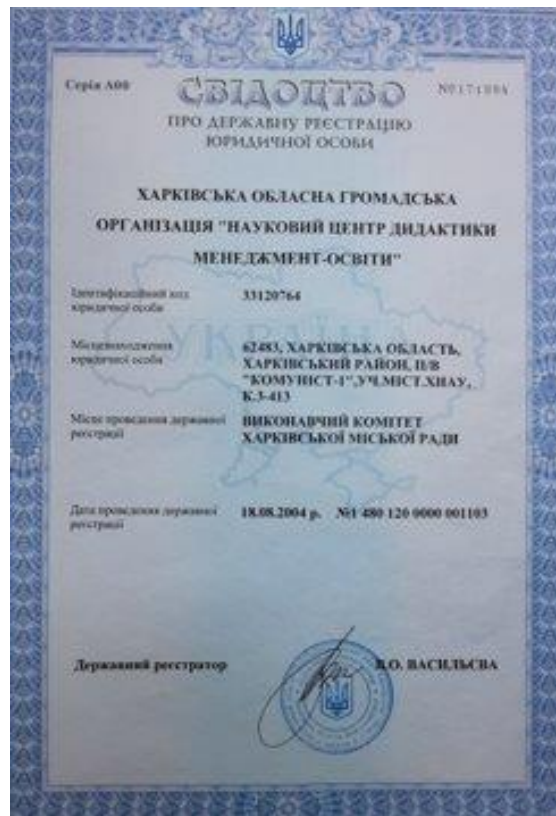 Серія А00
СВІДОЦТВО
ПРО ДЕРЖАВНУ РЕЄСТРАЦІЮ
ЮРИДИЧНОЇ ОСОБИ
ХАРКІВСЬКА ОБЛАСНА ГРОМАДСЬКА
ОРГАНІЗАЦІЯ "НАУКОВИЙ ЦЕНТР ДИДАКТИКИ
МЕНЕДЖМЕНТ-ОСВІТИ"
Ідентифікаційний код
юридичної особи
33120764
УКРАЇНА
Місцезнаходження
юридичної особи
62483, ХАРКІВСЬКА ОБЛАСТЬ,
ХАРКІВСЬКИЙ РАЙОН, П/В
"КОМУНІСТ-1",УЧ.МІСТ.ХНАУ,
К.3-413
Місце проведення державної
реєстрації
ВИКОНАВЧИЙ КОМІТЕТ
ХАРКІВСЬКОЇ МІСЬКОЇ РАДИ
Дата проведення державної
реєстрації
18.08.2004 р. №1 480 120 0000 001103
Державний реєстратор
В.О. ВАСИЛЬЄВА